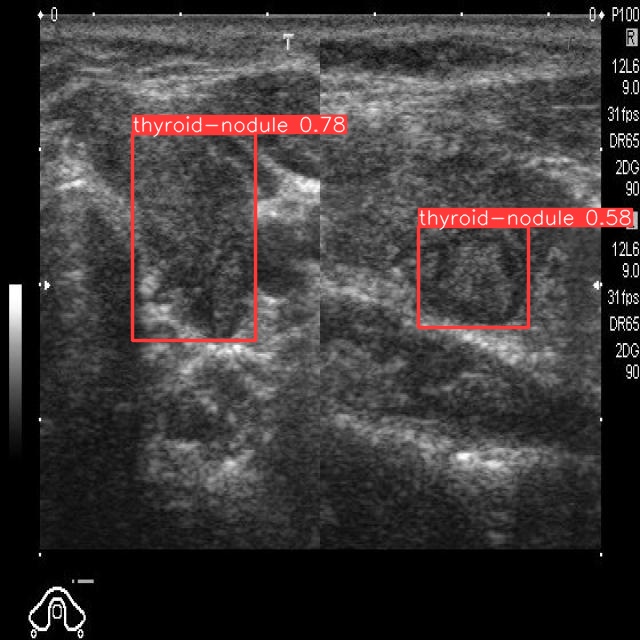 0
0
P100
R
T
thyroid-nodule 0.78
12L6
9.0
31fps
DR65
2DG
90
thyroid-nodule 0.58
12L6
9.0
31fps
DR65
2DG
90